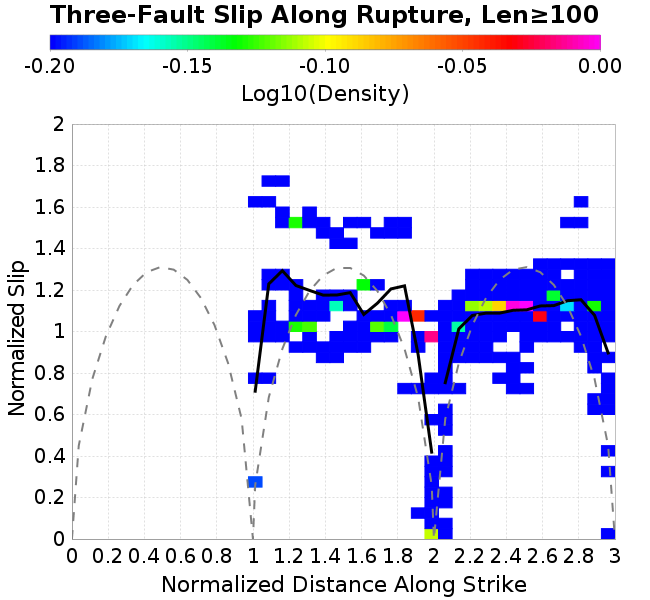 Three-Fault Slip Along Rupture, Len≥100
-0.20 -0.15 -0.10 -0.05 0.00
Log10(Density)
2
1.8
1.6
1.4
1.2
1
0.8
0.6
0.4
0.2
0
Normalized Slip
0 0.2 0.4 0.6 0.8 1 1.2 1.4 1.6 1.8 2 2.2 2.4 2.6 2.8 3
Normalized Distance Along Strike